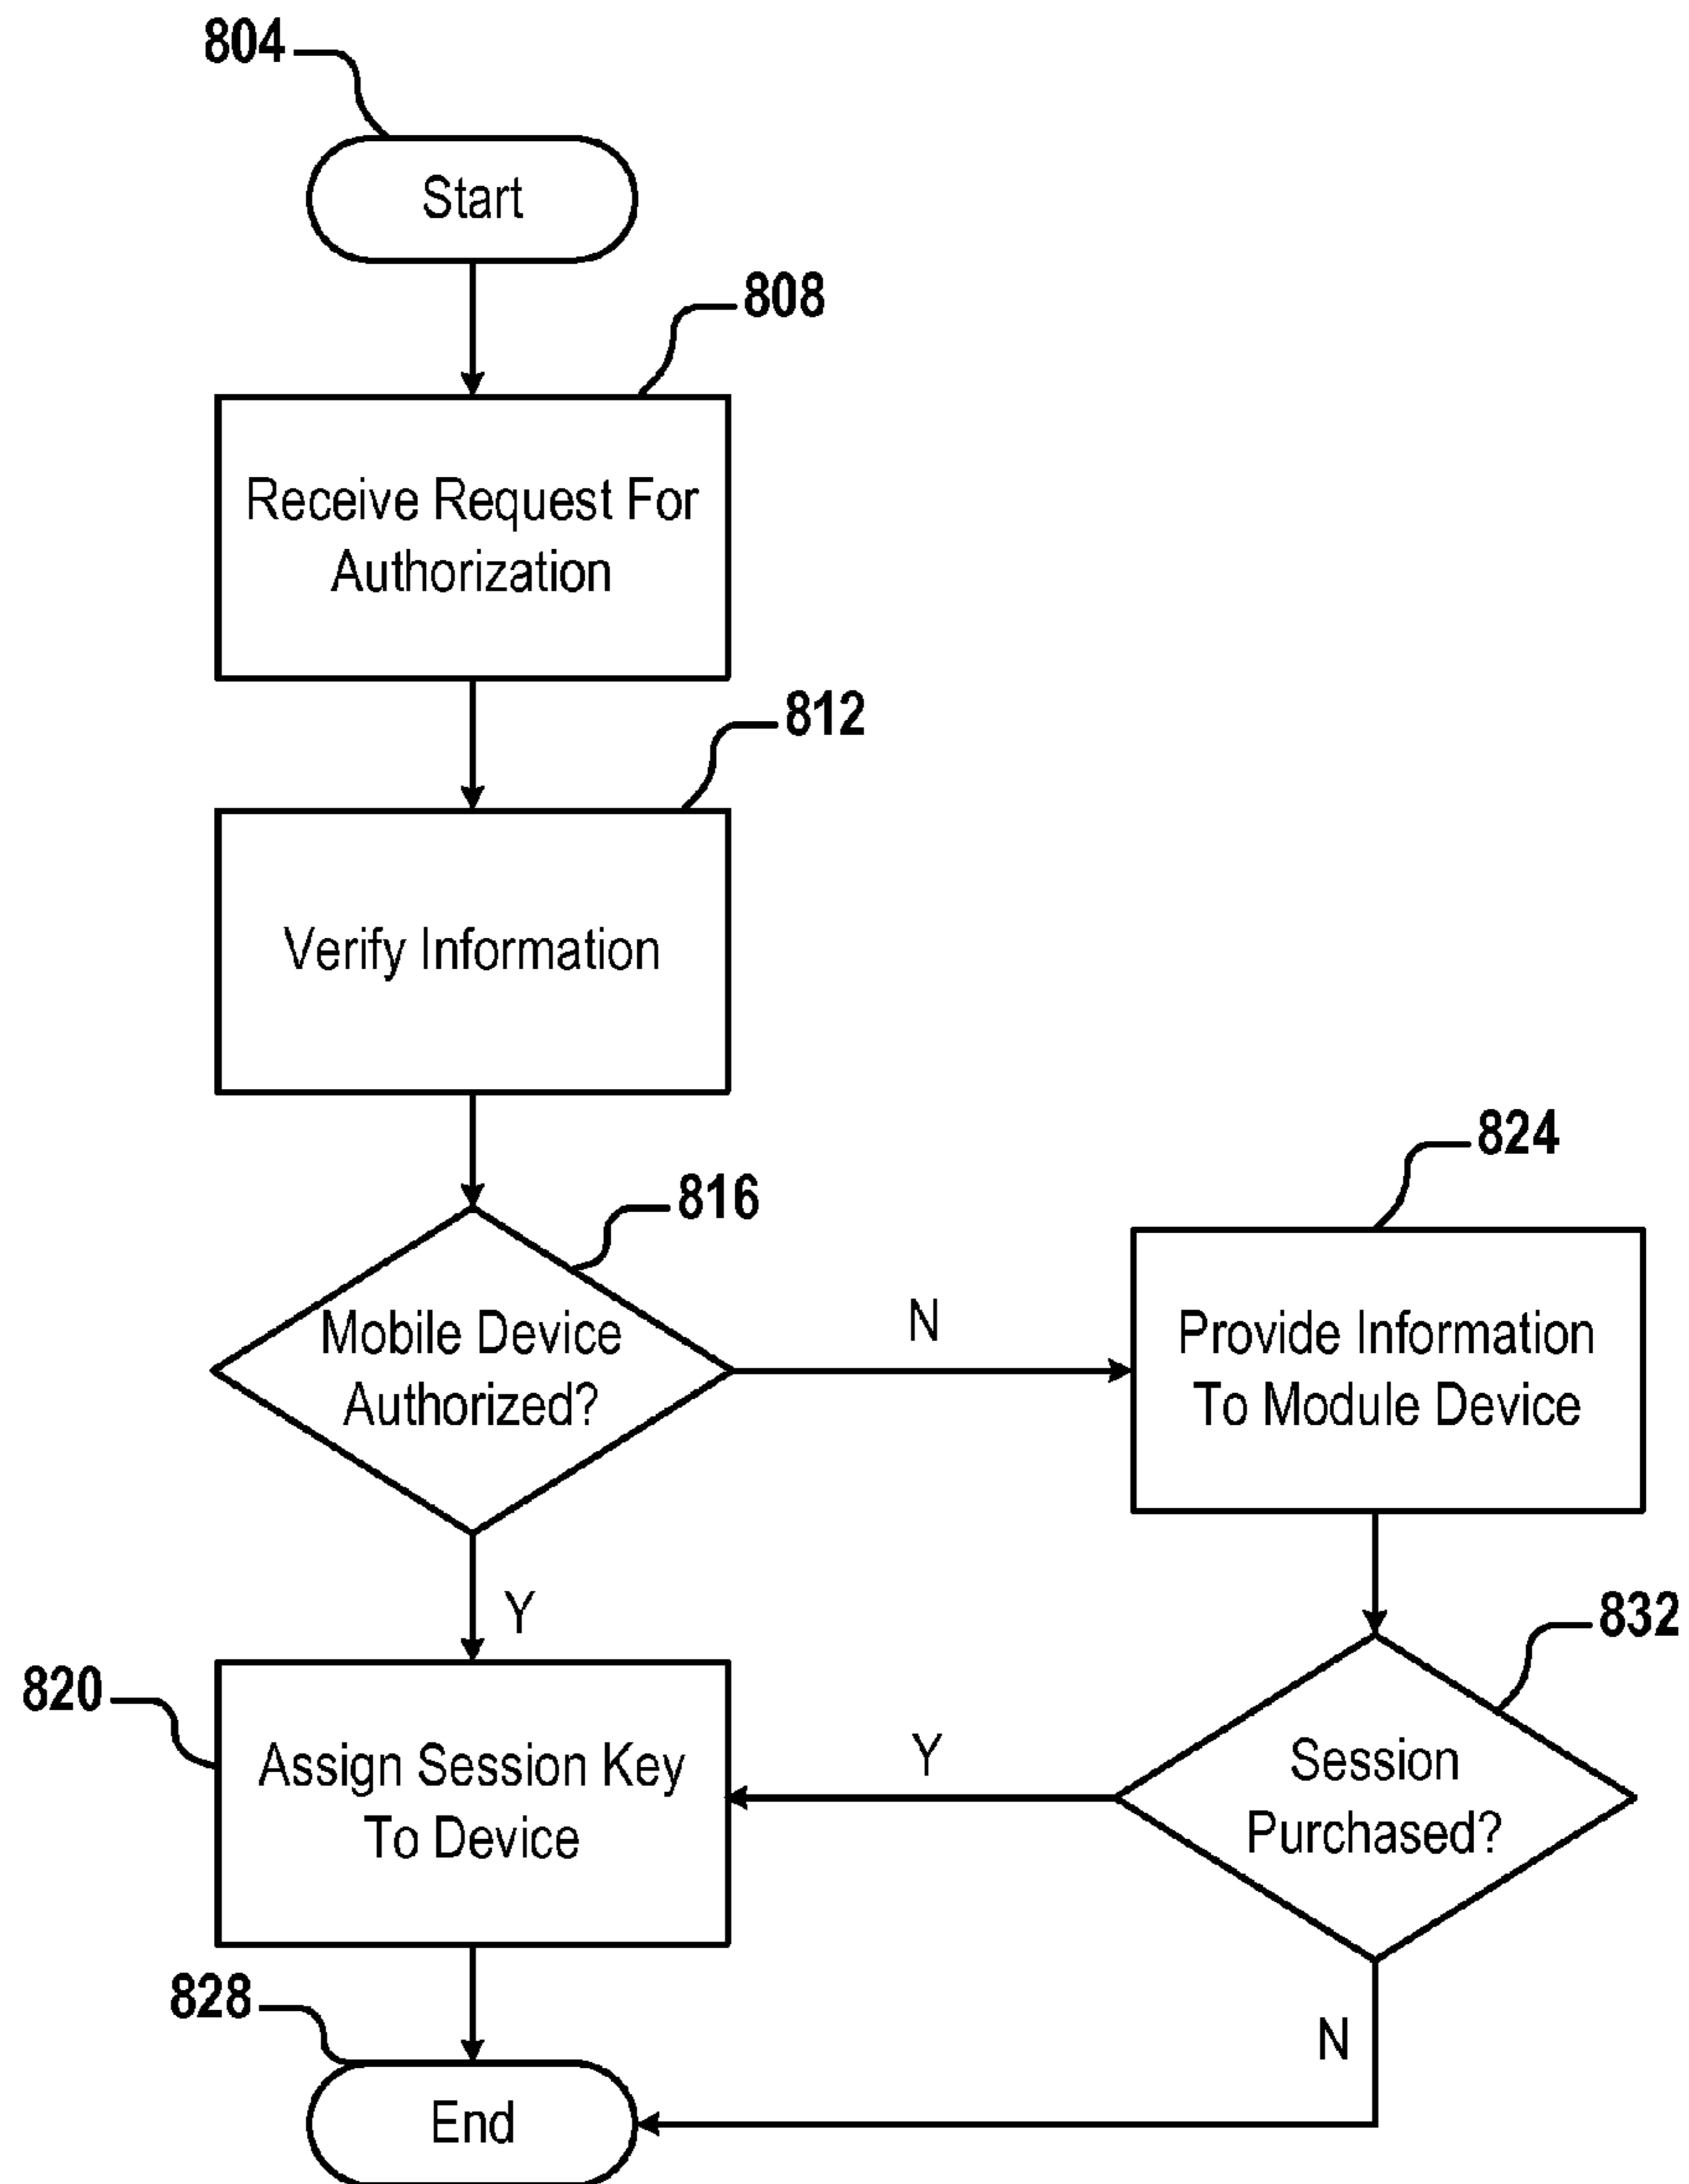 804
Start
808
Receive Request For
Authorization
812
Verify Information
816
Mobile Device
Authorized?
N
824
Provide Information
To Module Device
Y
832
Session
Purchased?
Y
820
Assign Session Key
To Device
N
828
End